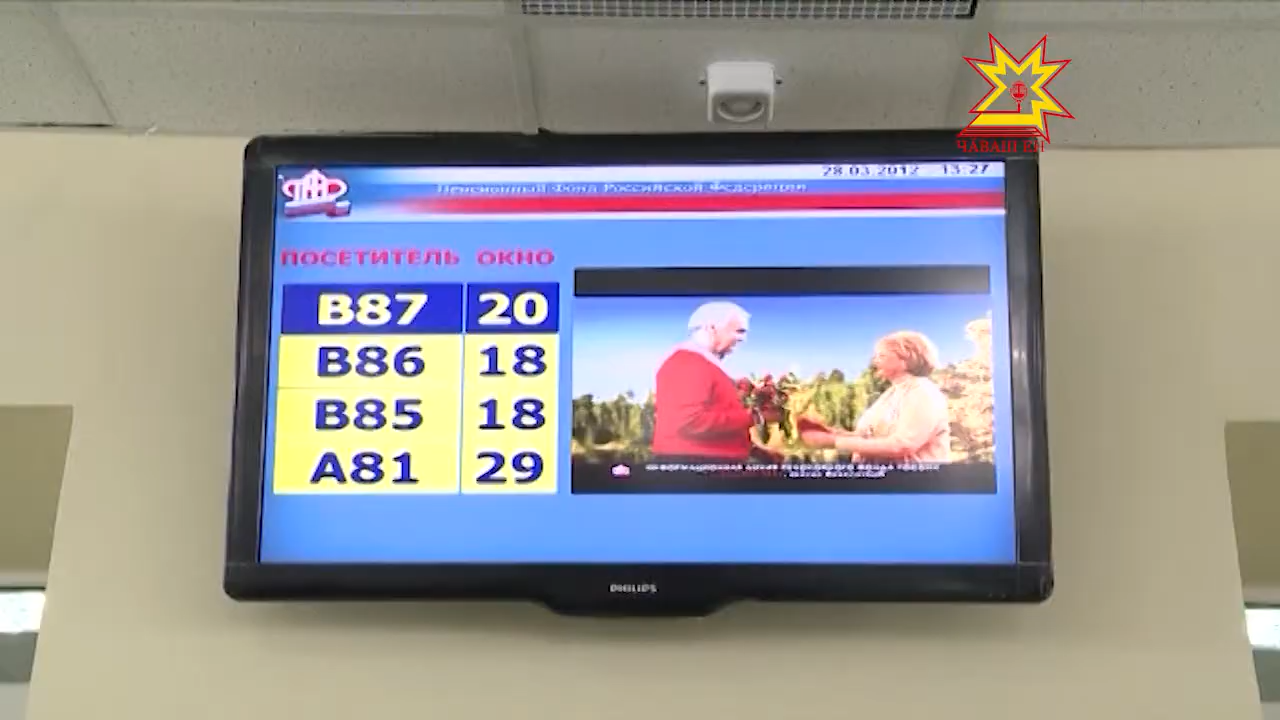 ЧӐВАШ ЕН
28.03.2012 13:27
Пенсионный Фонд Российской Федерации
ПОСЕТИТЕЛЬ ОКНО
B87 20
B86 18
B85 18
A81 29
PHILIPS